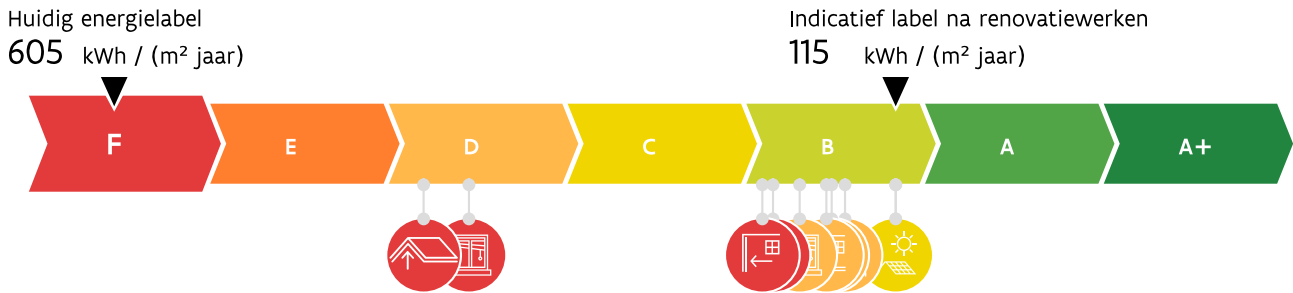 Huidig energielabel
605 kWh / (m² jaar)
Indicatief label na renovatiewerken
115 kWh / (m² jaar)
F E D C B A A+